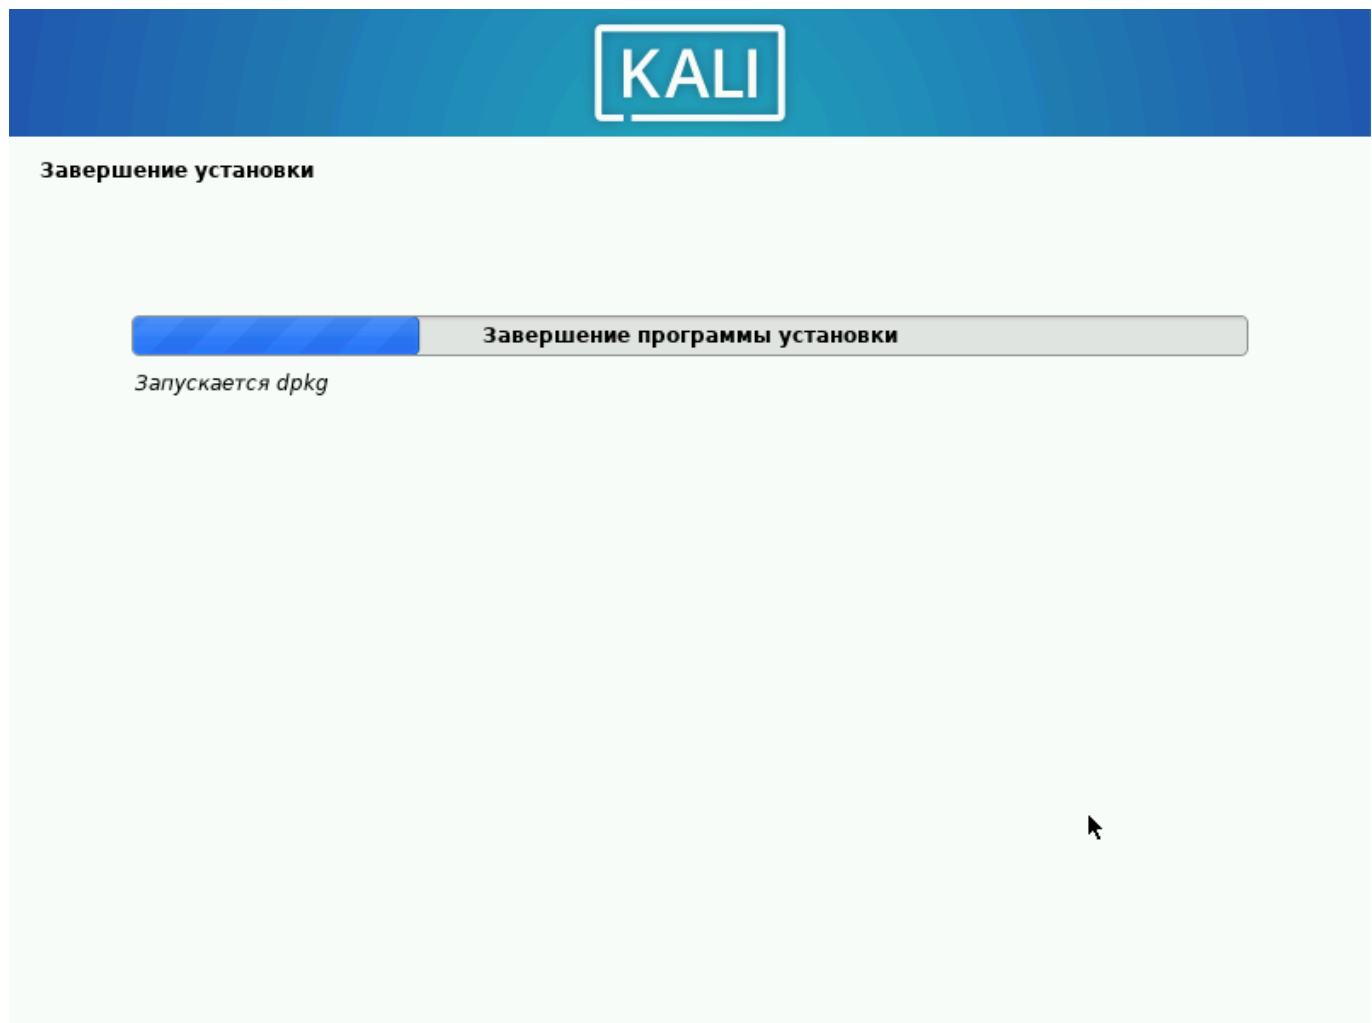 KALI
Завершение установки
Завершение программы установки
Запускается dpkg